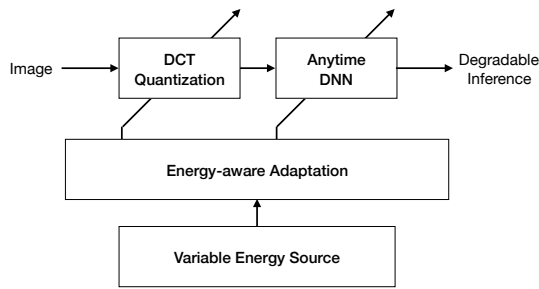 Image
DCT
Quantization
Anytime
DNN
Degradable
Inference
Energy-aware Adaptation
Variable Energy Source